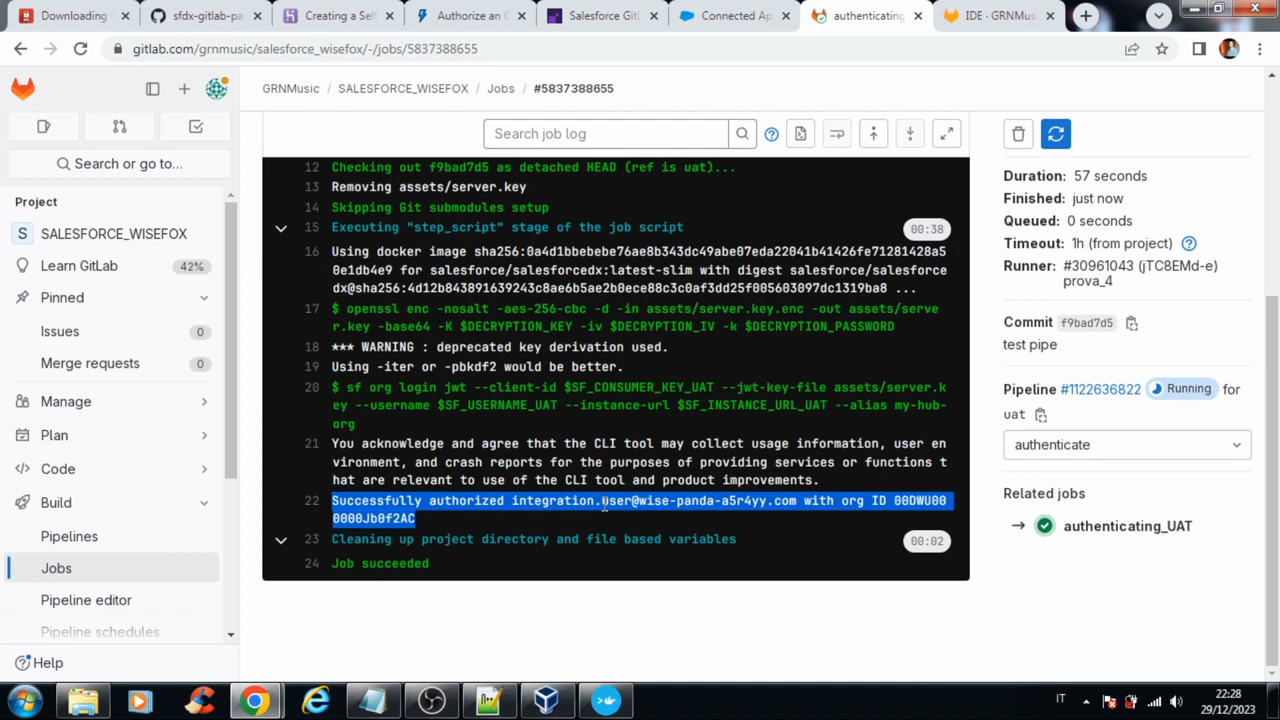 Downloading
sfdx-gitlab-pa
Creating a Self
Authorize an
Salesforce GitL
Connected Ap
authenticating
IDE · GRNMus
gitlab.com/grnmusic/salesforce_wisefox/-/jobs/5837388655
GRNMusic
SALESFORCE_WISEFOX
Jobs
#5837388655
Search job log
Search or go to...
Project
S SALESFORCE_WISEFOX
Learn GitLab 42%
Pinned
Issues 0
Merge requests 0
Manage
Plan
Code
Build
Pipelines
Jobs
Pipeline editor
Pipeline schedules
Help
12 Checking out f9bad7d5 as detached HEAD (ref is uat)...
13 Removing assets/server.key
14 Skipping Git submodules setup
15 Executing "step_script" stage of the job script 00:38
16 Using docker image sha256:0a4d1bbebebe76ae8b343dc49abe07eda22041b41426fe71281428a5
0e1db4e9 for salesforce/salesforcedx:latest-slim with digest salesforce/salesforce
dx@sha256:4d12b843891639243c8ae6b5ae2b0ece88c3c0af3dd25f005603097dc1319ba8 ...
17 $ openssl enc -nosalt -aes-256-cbc -d -in assets/server.key.enc -out assets/serve
r.key -base64 -K $DECRYPTION_KEY -iv $DECRYPTION_IV -k $DECRYPTION_PASSWORD
18 *** WARNING : deprecated key derivation used.
19 Using -iter or -pbkdf2 would be better.
20 $ sf org login jwt --client-id $SF_CONSUMER_KEY_UAT --jwt-key-file assets/server.k
ey --username $SF_USERNAME_UAT --instance-url $SF_INSTANCE_URL_UAT --alias my-hub-
org
21 You acknowledge and agree that the CLI tool may collect usage information, user en
vironment, and crash reports for the purposes of providing services or functions t
hat are relevant to use of the CLI tool and product improvements.
22 Successfully authorized integration.user@wise-panda-a5r4yy.com with org ID 00DWU00
0000Jb0f2AC
23 Cleaning up project directory and file based variables 00:02
24 Job succeeded
Duration: 57 seconds
Finished: just now
Queued: 0 seconds
Timeout: 1h (from project)
Runner: #30961043 (jTC8EMd-e)
prova_4
Commit f9bad7d5
test pipe
Pipeline #1122636822 Running for
uat
authenticate
Related jobs
authenticating_UAT
IT
22:28
29/12/2023